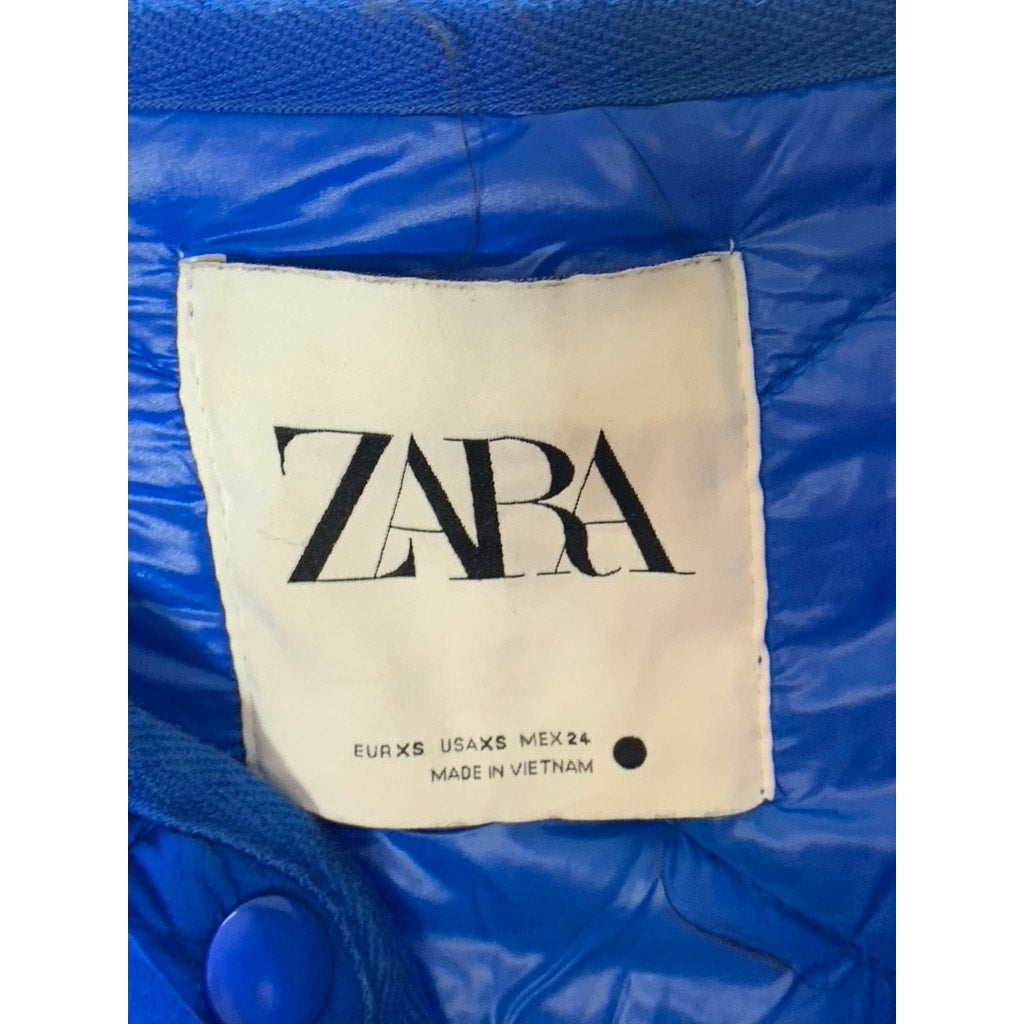 ZARA
EUR XS USA XS MEX 24
MADE IN VIETNAM